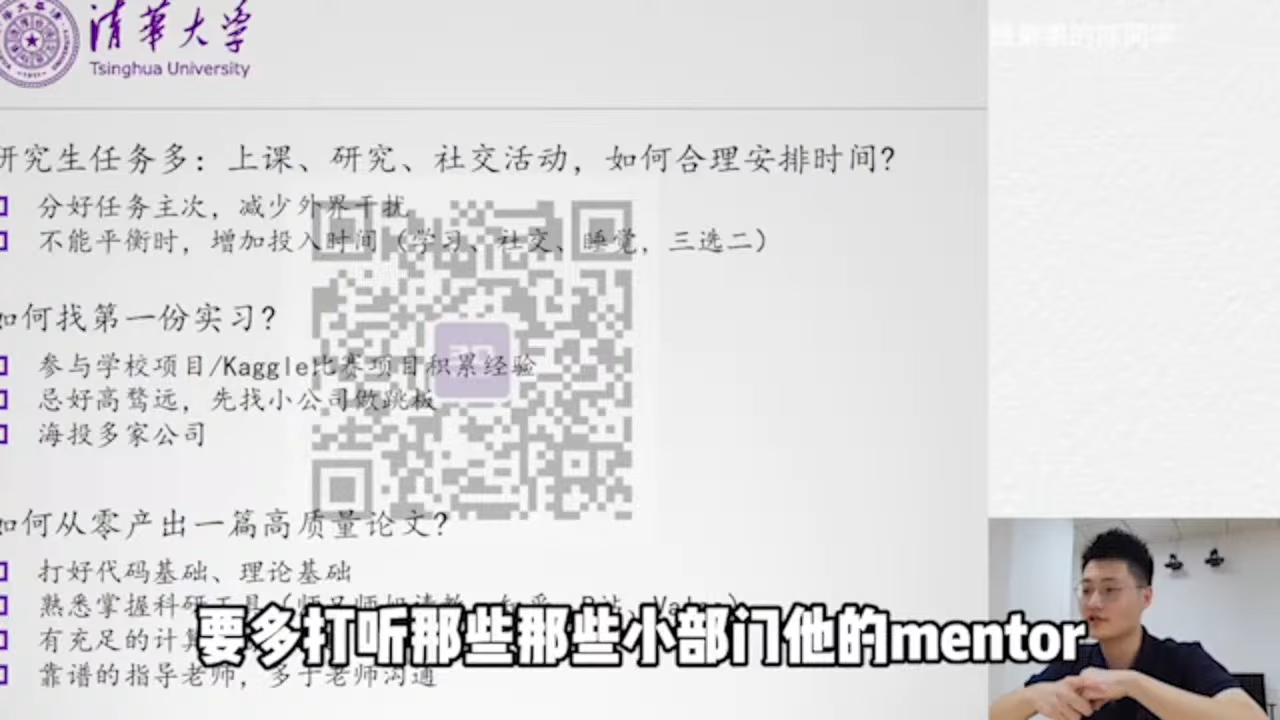 清华大学
Tsinghua University
研究生任务多：上课、研究、社交活动，如何合理安排时间？
分好任务主次，减少外界干扰
不能平衡时，增加投入时间（学习、社交、睡觉，三选二）
如何找第一份实习？
参与学校项目/Kaggle比赛项目积累经验
忌好高骛远，先找小公司做跳板
海投多家公司
如何从零产出一篇高质量论文？
打好代码基础、理论基础
熟悉掌握科研工具
有充足的计算
靠谱的指导老师，多于老师沟通
要多打听那些那些小部门他的mentor